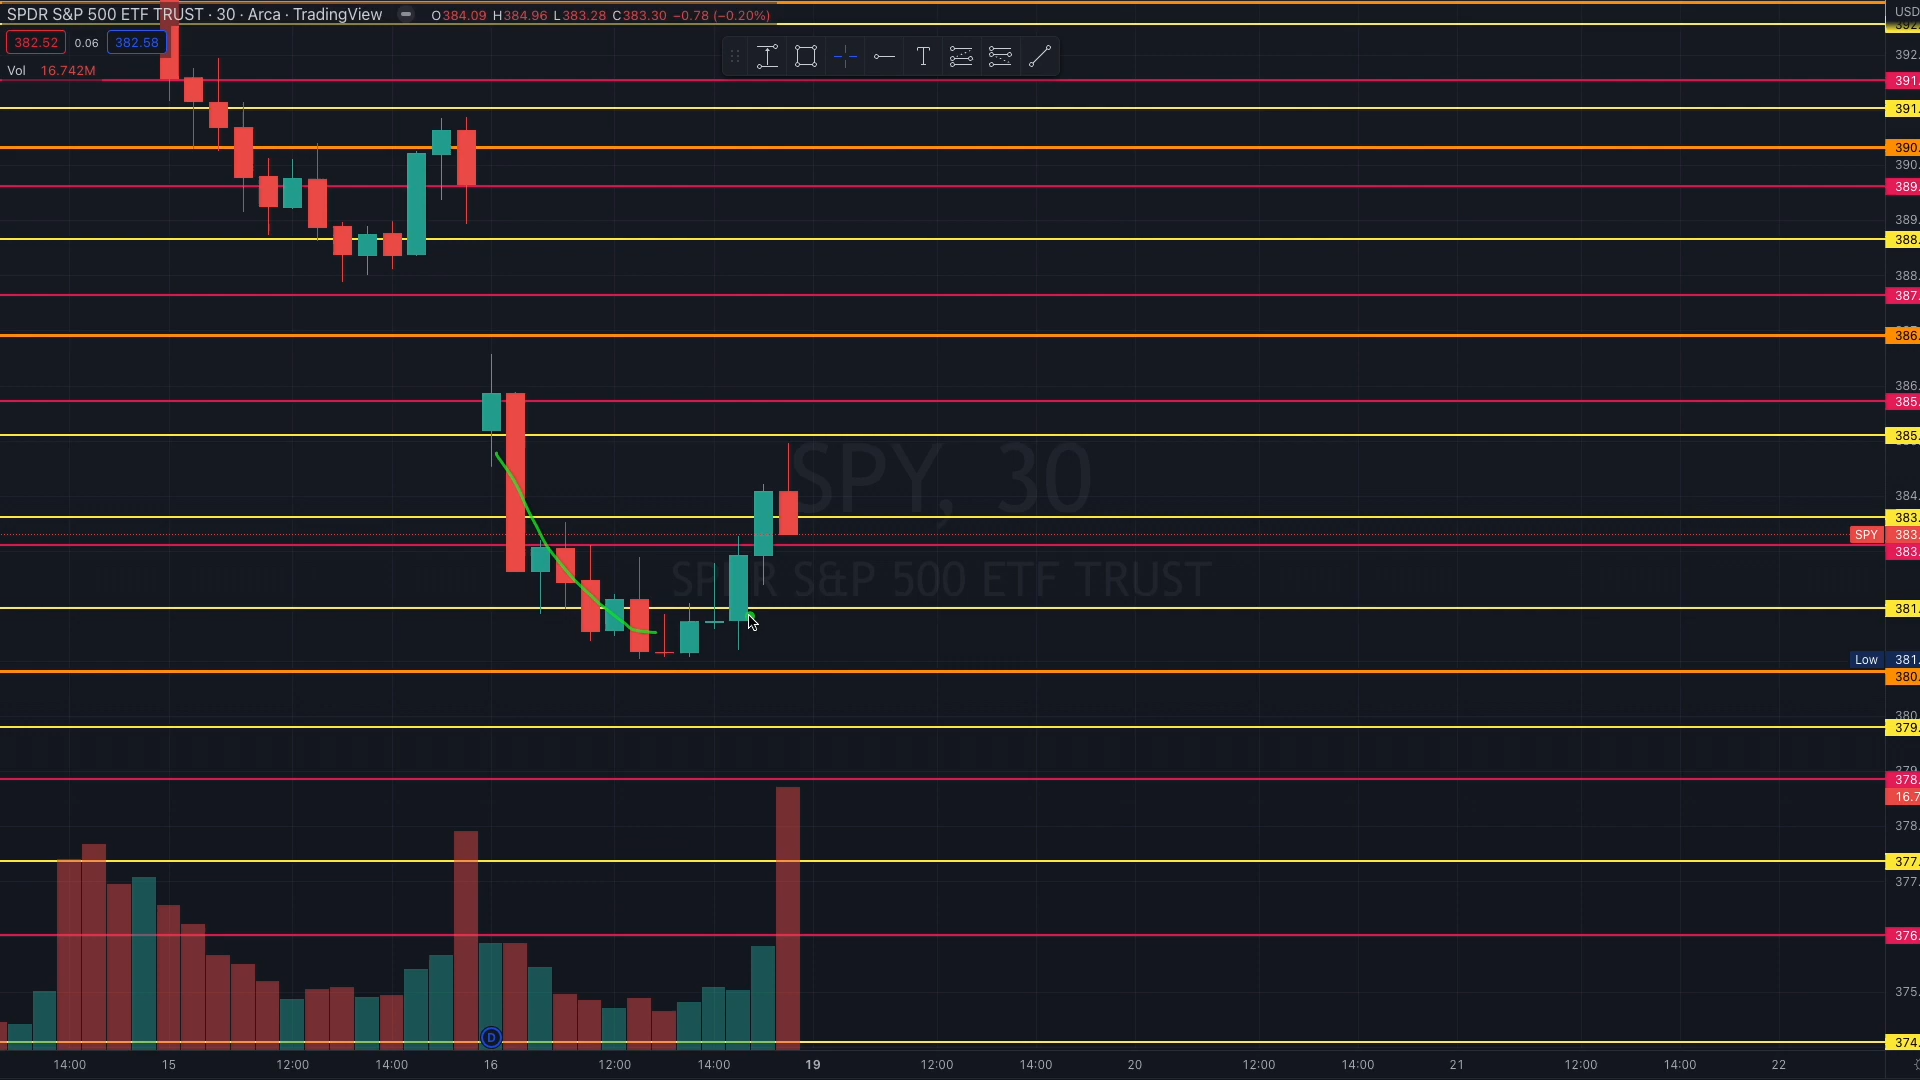 SPDR S&P 500 ETF TRUST · 30 · Arca · TradingView O384.09 H384.96 L383.28 C383.30 −0.78 (−0.20%)
USD
382.52 0.06 382.58
Vol 16.742M
T
392.
391.
391.
390.
390.
389.
389.
388.
388.
387.
386.
386.
385.
385.
SPY, 30
384.
383.
SPY 383.
383.
SPDR S&P 500 ETF TRUST
381.
Low 381.
380.
380.
379.
379.
378.
16.7
378.
377.
377.
376.
375.
374.
D
14:00 15 12:00 14:00 16 12:00 14:00 19 12:00 14:00 20 12:00 14:00 21 12:00 14:00 22